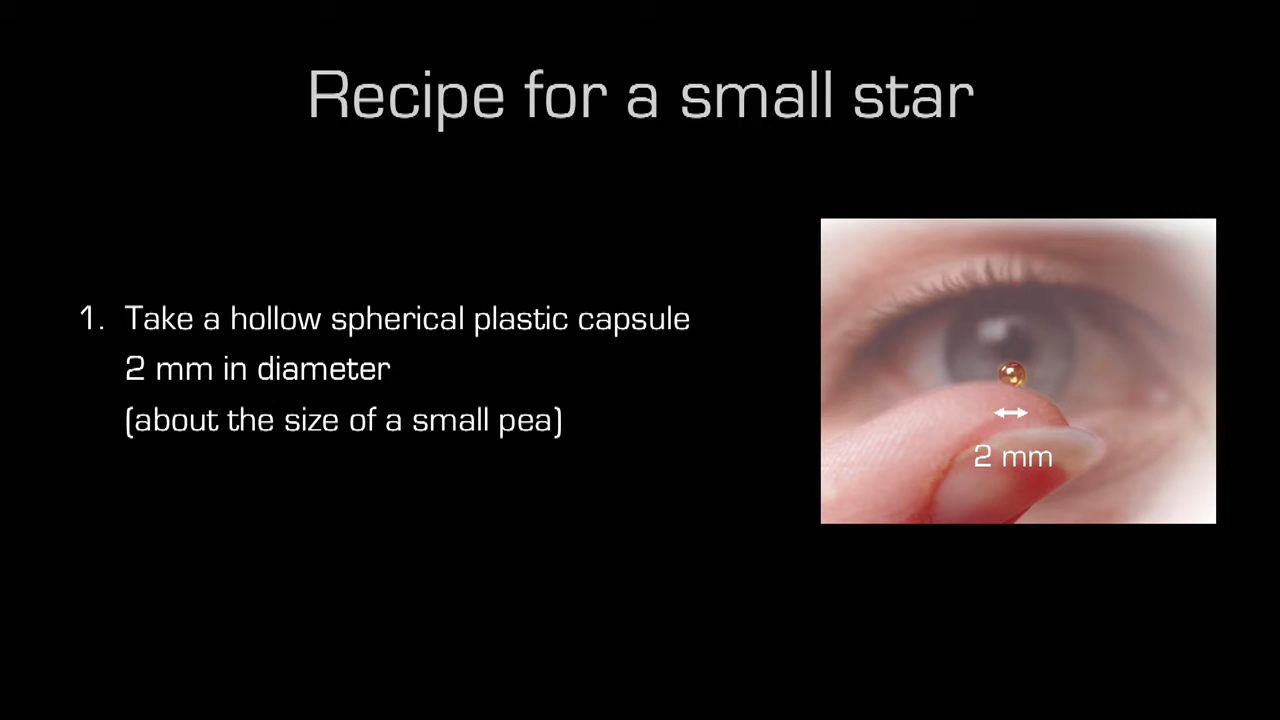 Recipe for a small star
1. Take a hollow spherical plastic capsule
2 mm in diameter
(about the size of a small pea)
2 mm